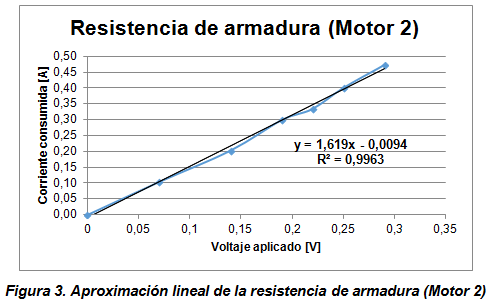 Resistencia de armadura (Motor 2)
Corriente consumida [A]
0,50
0,45
0,40
0,35
0,30
0,25
0,20
0,15
0,10
0,05
0,00
y = 1,619x - 0,0094
R² = 0,9963
0 0,05 0,1 0,15 0,2 0,25 0,3 0,35
Voltaje aplicado [V]
Figura 3. Aproximación lineal de la resistencia de armadura (Motor 2)